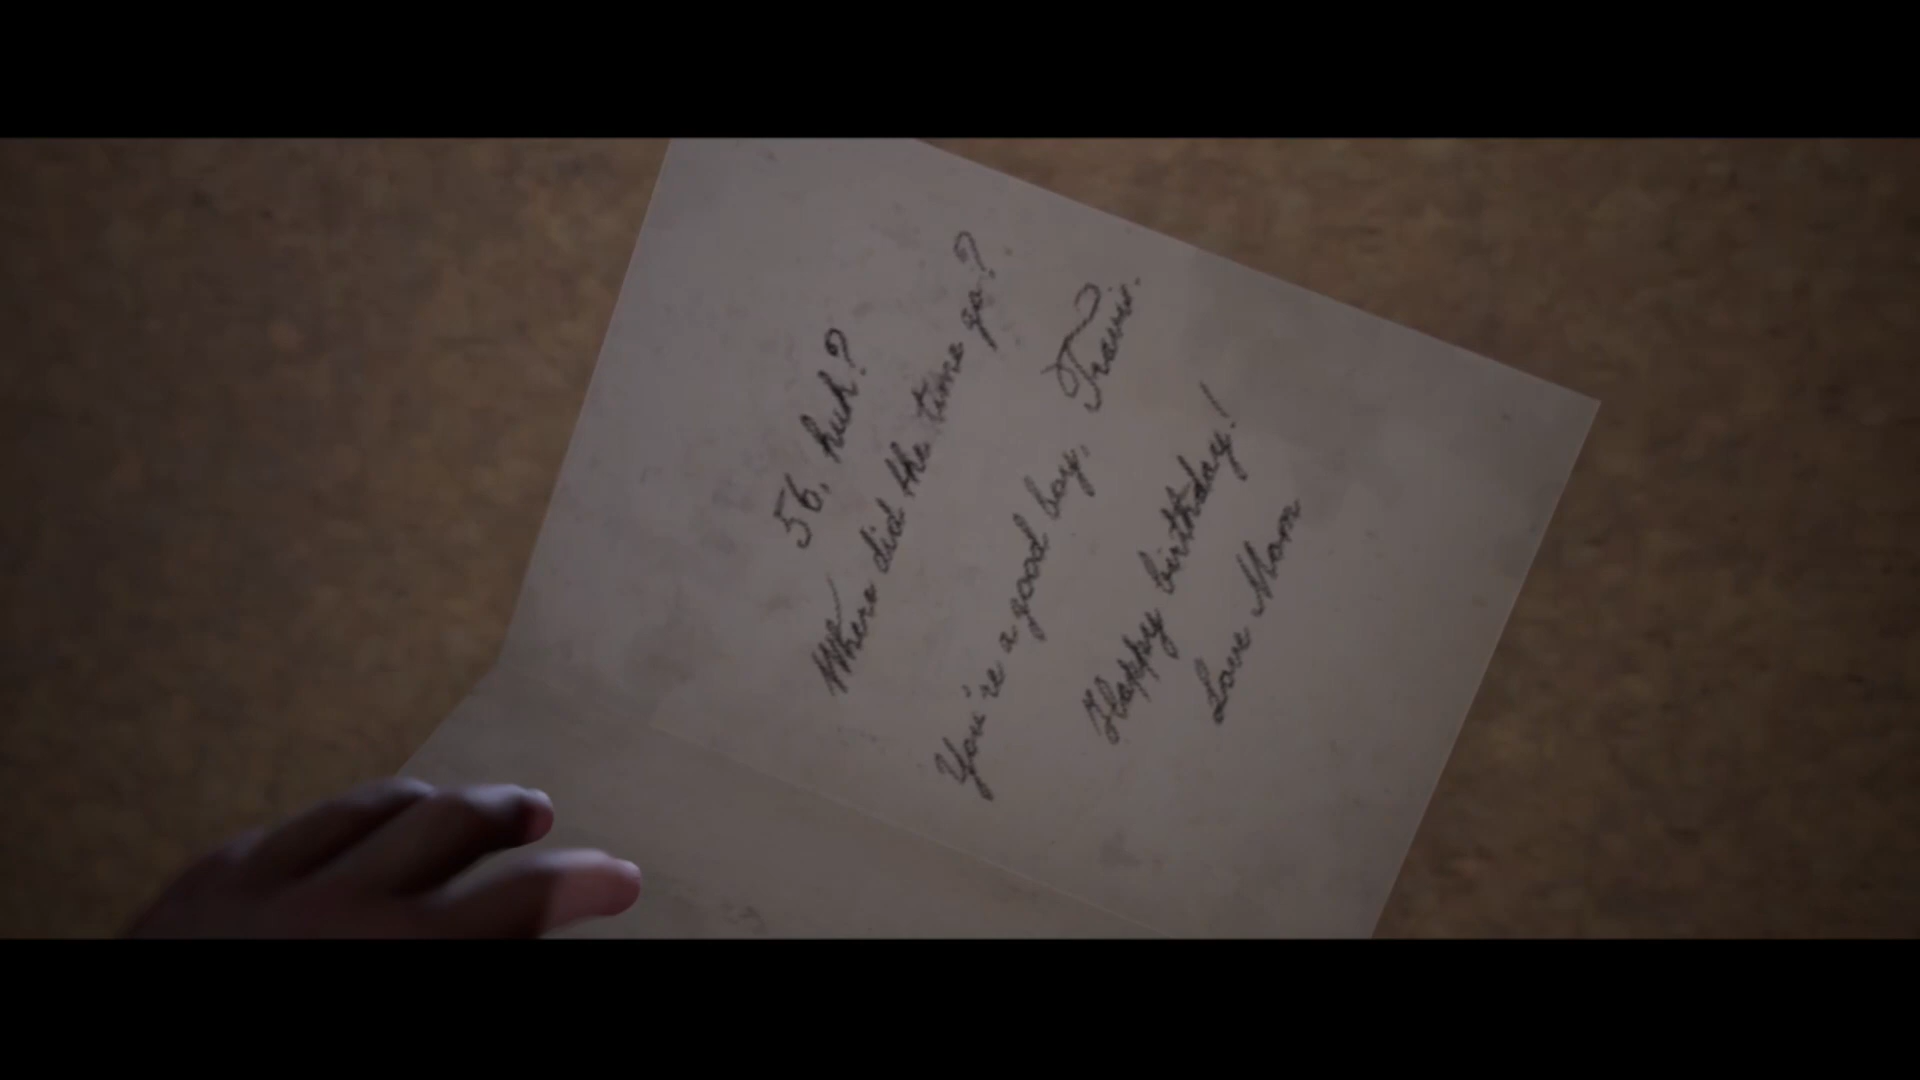 56, huh?
Where did the time go?
You're a good boy, Travis.
Happy birthday!
Love Mom